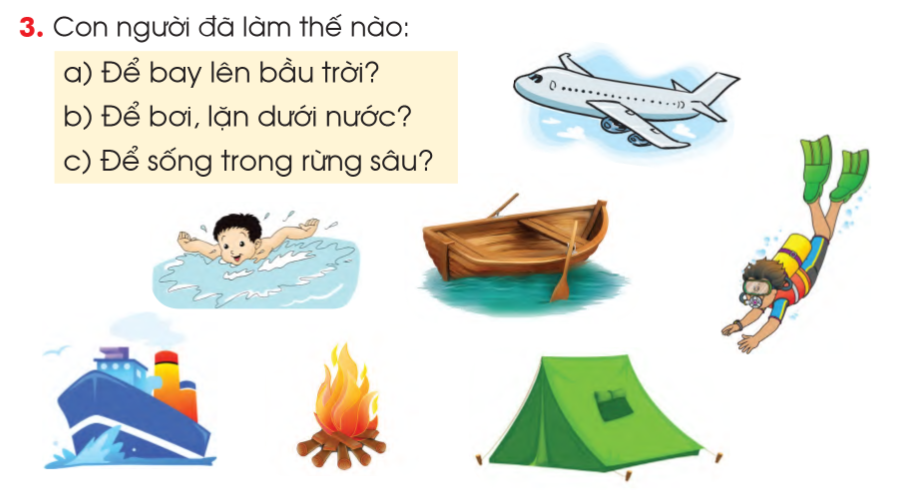 3. Con người đã làm thế nào:
a) Để bay lên bầu trời?
b) Để bơi, lặn dưới nước?
c) Để sống trong rừng sâu?